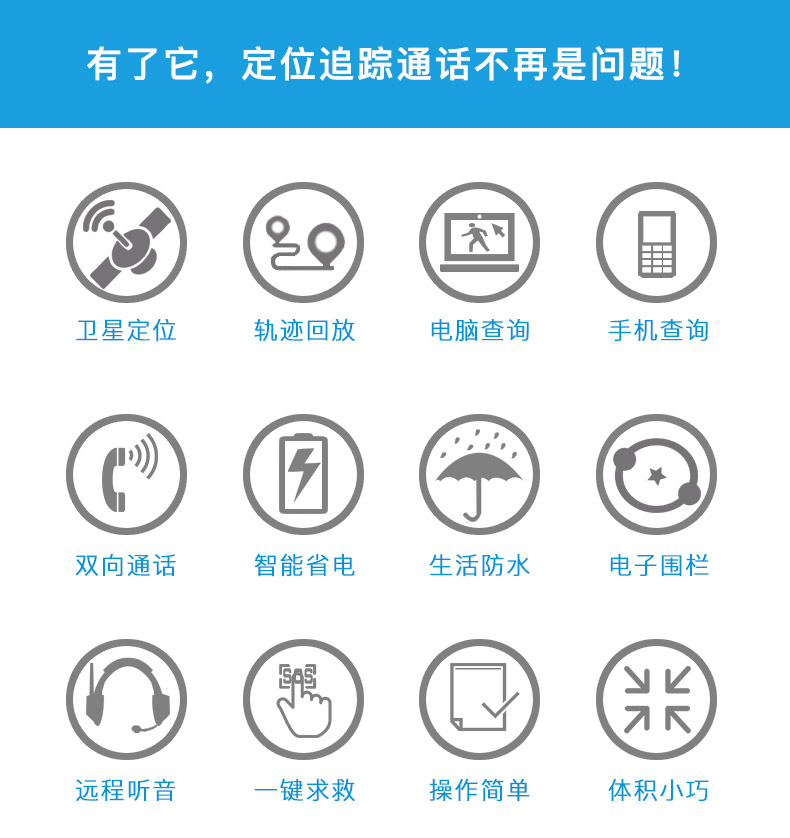 有了它，定位追踪通话不再是问题！
卫星定位 轨迹回放 电脑查询 手机查询
双向通话 智能省电 生活防水 电子围栏
SOS
远程听音 一键求救 操作简单 体积小巧